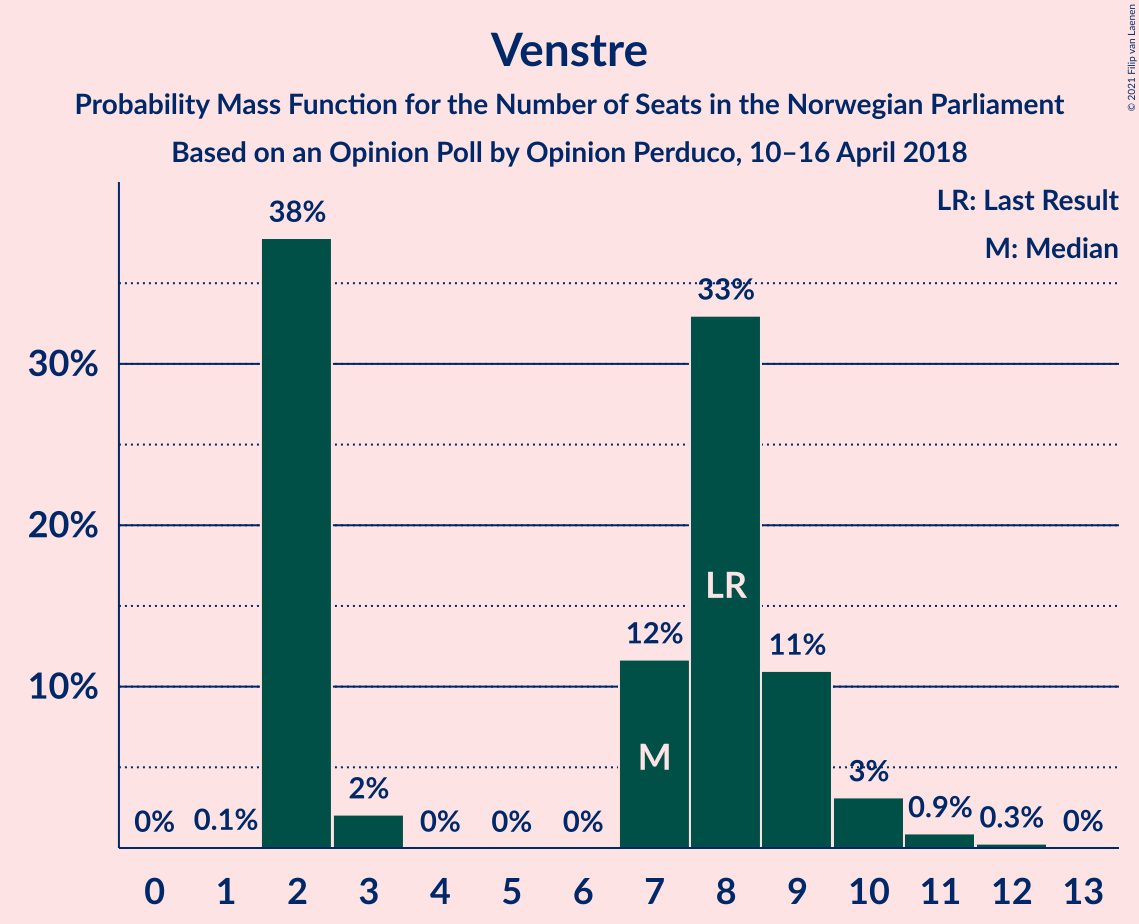 Venstre
Probability Mass Function for the Number of Seats in the Norwegian Parliament
Based on an Opinion Poll by Opinion Perduco, 10–16 April 2018
© 2021 Filip van Laenen
LR: Last Result
M: Median
38%
33%
30%
20%
LR
12%
11%
10%
M
3%
2%
0.9%
0.3%
0%
0.1%
0%
0%
0%
0%
0 1 2 3 4 5 6 7 8 9 10 11 12 13